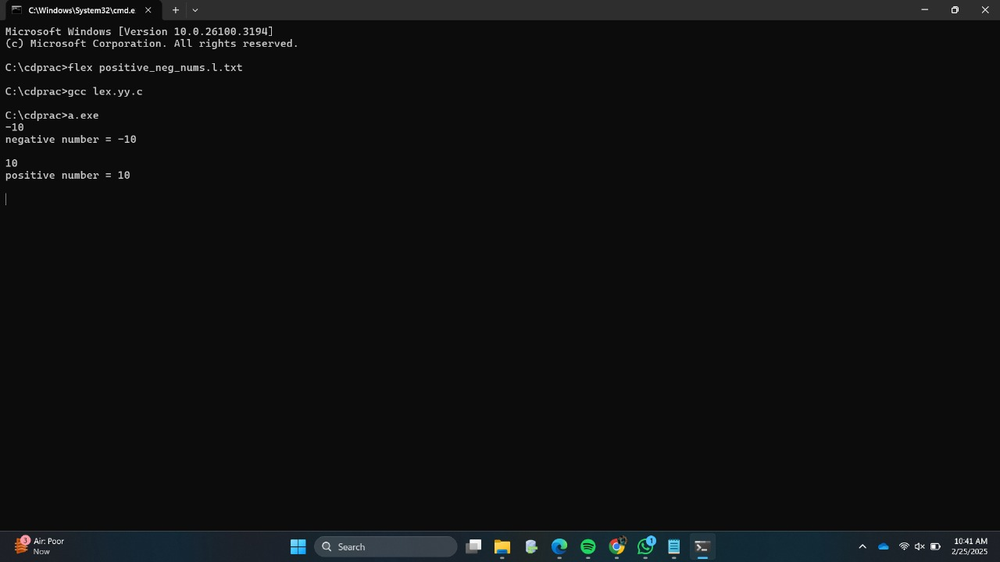 C:\Windows\System32\cmd.e
Microsoft Windows [Version 10.0.26100.3194]
(c) Microsoft Corporation. All rights reserved.
C:\cdprac>flex positive_neg_nums.l.txt
C:\cdprac>gcc lex.yy.c
C:\cdprac>a.exe
-10
negative number = -10
10
positive number = 10
3
Air: Poor
Now
Search
1
10:41 AM
2/25/2025